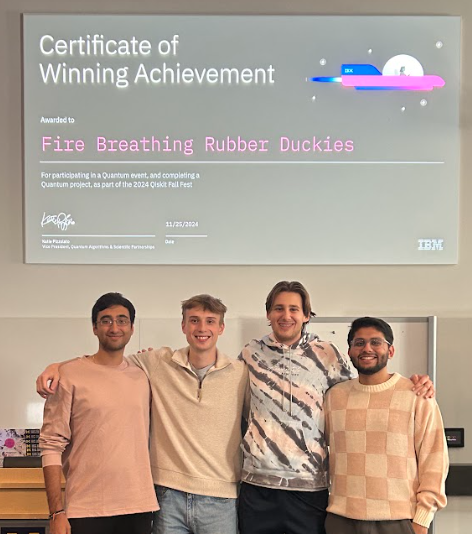 Certificate of
Winning Achievement
IBM
Awarded to
Fire Breathing Rubber Duckies
For participating in a Quantum event, and completing a
Quantum project, as part of the 2024 Qiskit Fall Fest
11/25/2024
Date
Vice President, Quantum Algorithms & Scientific Partnerships
IBM